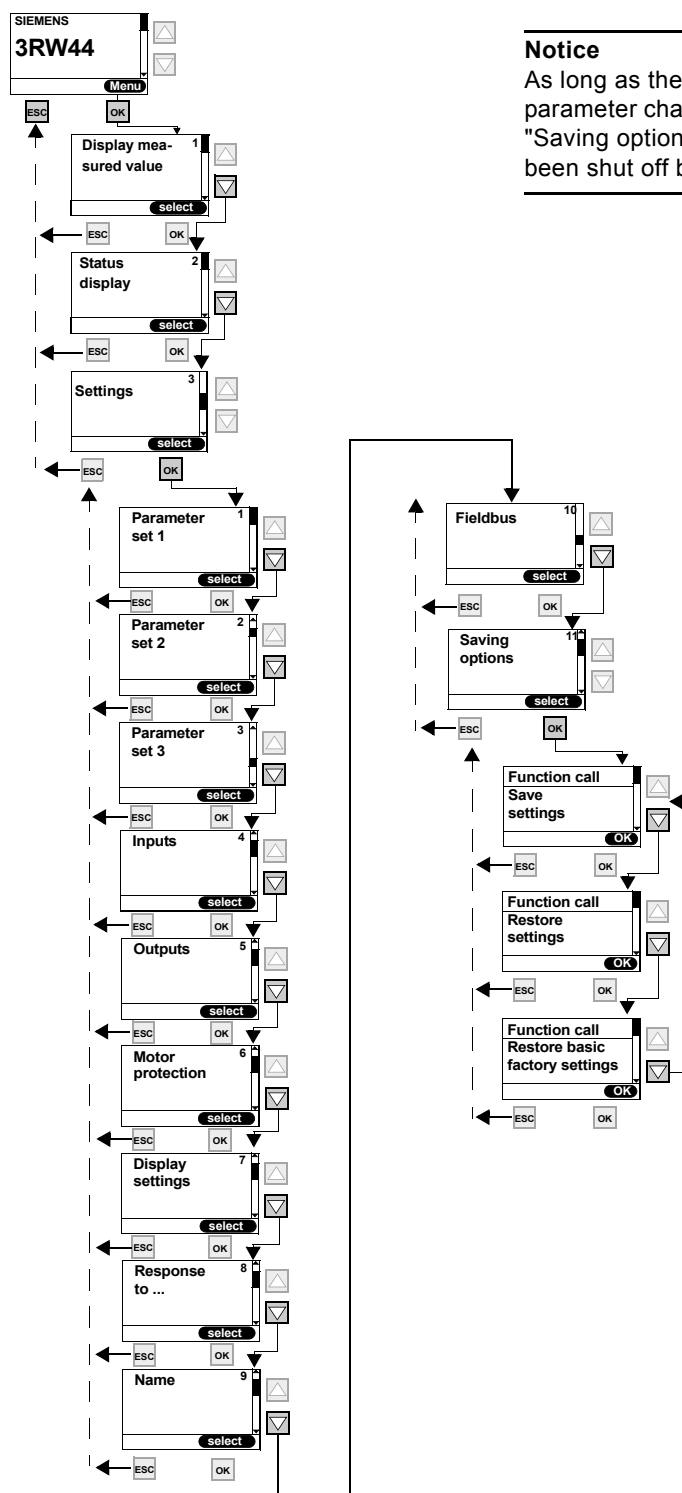 SIEMENS
3RW44
Menu
ESC
OK
Display mea-
sured value
1
select
ESC
OK
Status
display
2
select
ESC
OK
Settings
3
select
ESC
OK
Parameter
set 1
1
select
ESC
OK
Parameter
set 2
2
select
ESC
OK
Parameter
set 3
3
select
ESC
OK
Inputs
4
select
ESC
OK
Outputs
5
select
ESC
OK
Motor
protection
6
select
ESC
OK
Display
settings
7
select
ESC
OK
Response
to ...
8
select
ESC
OK
Name
9
select
ESC
OK
Notice
As long as the
parameter cha
"Saving option
been shut off b
Fieldbus
10
select
ESC
OK
Saving
options
11
select
ESC
OK
Function call
Save
settings
OK
ESC
OK
Function call
Restore
settings
OK
ESC
OK
Function call
Restore basic
factory settings
OK
ESC
OK